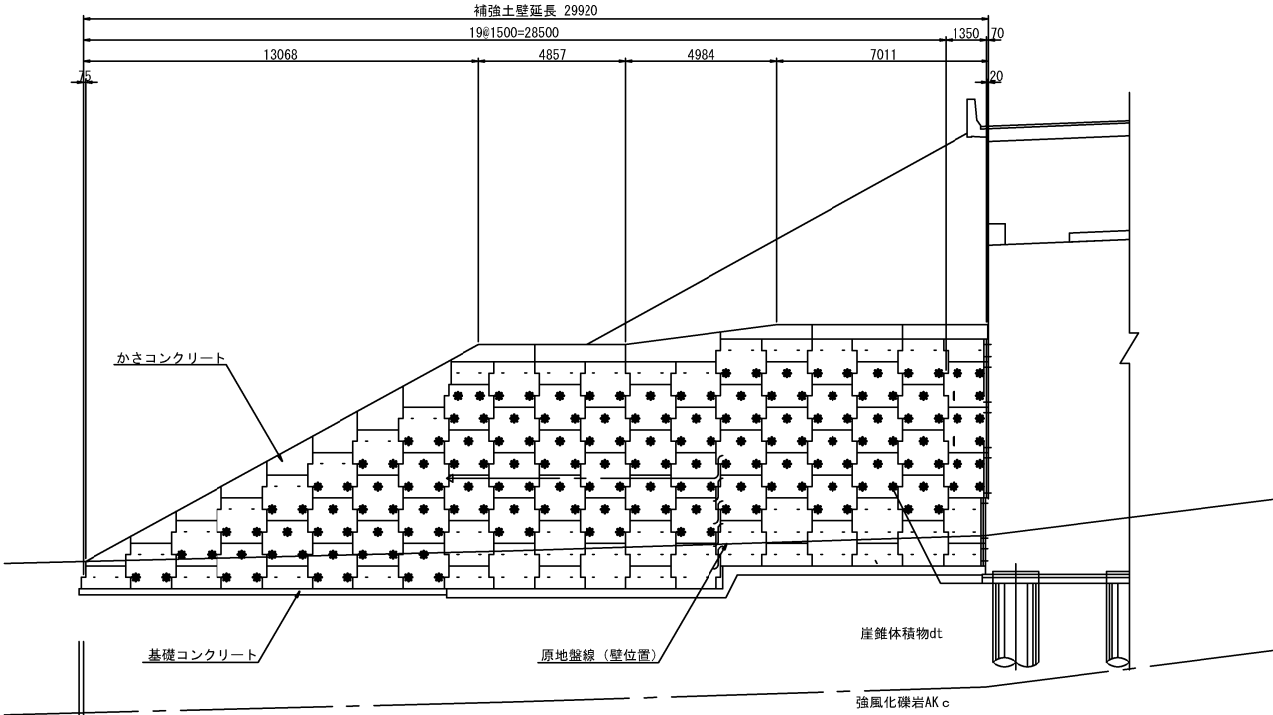 補強土壁延長 29920
19@1500=28500
1350
70
13068
4857
4984
7011
75
20
かさコンクリート
崖錐体積物dt
基礎コンクリート
原地盤線（壁位置）
強風化礫岩AKc